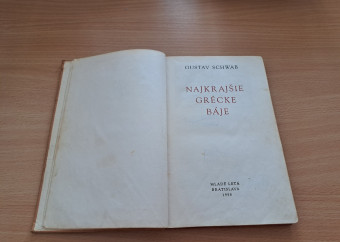 GUSTAV SCHWAB
NAJKRAJŠIE
GRÉCKE
BÁJE
MLADÉ LETÁ
BRATISLAVA